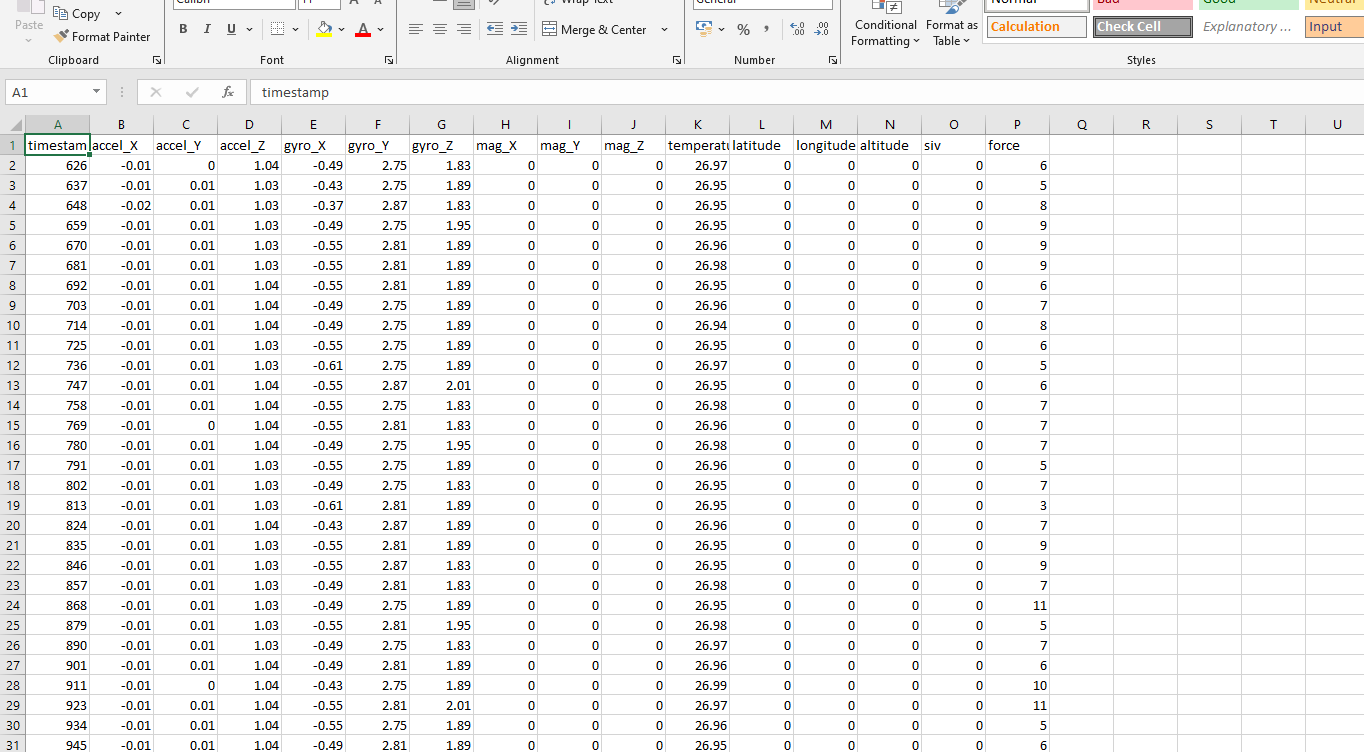 Calibri 11 A A Wrap Text General Normal Bad Good Neutral
Paste Copy Conditional Format as
Format Painter B I U A Merge & Center % , Formatting Table Calculation Check Cell Explanatory ... Input
Clipboard Font Alignment Number Styles
A1 fx timestamp
A B C D E F G H I J K L M N O P Q R S T U
1 timestam accel_X accel_Y accel_Z gyro_X gyro_Y gyro_Z mag_X mag_Y mag_Z temperatu latitude longitude altitude siv force
2 626 -0.01 0 1.04 -0.49 2.75 1.83 0 0 0 26.97 0 0 0 0 6
3 637 -0.01 0.01 1.03 -0.43 2.75 1.89 0 0 0 26.95 0 0 0 0 5
4 648 -0.02 0.01 1.03 -0.37 2.87 1.83 0 0 0 26.95 0 0 0 0 8
5 659 -0.01 0.01 1.03 -0.49 2.75 1.95 0 0 0 26.95 0 0 0 0 9
6 670 -0.01 0.01 1.03 -0.55 2.81 1.89 0 0 0 26.96 0 0 0 0 9
7 681 -0.01 0.01 1.03 -0.55 2.81 1.89 0 0 0 26.98 0 0 0 0 9
8 692 -0.01 0.01 1.04 -0.55 2.81 1.89 0 0 0 26.95 0 0 0 0 6
9 703 -0.01 0.01 1.04 -0.49 2.75 1.89 0 0 0 26.96 0 0 0 0 7
10 714 -0.01 0.01 1.04 -0.49 2.75 1.89 0 0 0 26.94 0 0 0 0 8
11 725 -0.01 0.01 1.03 -0.55 2.75 1.89 0 0 0 26.95 0 0 0 0 6
12 736 -0.01 0.01 1.03 -0.61 2.75 1.89 0 0 0 26.97 0 0 0 0 5
13 747 -0.01 0.01 1.04 -0.55 2.87 2.01 0 0 0 26.95 0 0 0 0 6
14 758 -0.01 0.01 1.04 -0.55 2.75 1.83 0 0 0 26.98 0 0 0 0 7
15 769 -0.01 0 1.04 -0.55 2.81 1.83 0 0 0 26.96 0 0 0 0 7
16 780 -0.01 0.01 1.04 -0.49 2.75 1.95 0 0 0 26.98 0 0 0 0 7
17 791 -0.01 0.01 1.03 -0.55 2.75 1.89 0 0 0 26.96 0 0 0 0 5
18 802 -0.01 0.01 1.03 -0.49 2.75 1.83 0 0 0 26.95 0 0 0 0 7
19 813 -0.01 0.01 1.03 -0.61 2.81 1.89 0 0 0 26.95 0 0 0 0 3
20 824 -0.01 0.01 1.04 -0.43 2.87 1.89 0 0 0 26.96 0 0 0 0 7
21 835 -0.01 0.01 1.03 -0.55 2.81 1.89 0 0 0 26.95 0 0 0 0 9
22 846 -0.01 0.01 1.03 -0.55 2.87 1.83 0 0 0 26.95 0 0 0 0 9
23 857 -0.01 0.01 1.03 -0.49 2.81 1.83 0 0 0 26.98 0 0 0 0 7
24 868 -0.01 0.01 1.03 -0.49 2.75 1.89 0 0 0 26.95 0 0 0 0 11
25 879 -0.01 0.01 1.03 -0.55 2.81 1.95 0 0 0 26.98 0 0 0 0 5
26 890 -0.01 0.01 1.03 -0.49 2.75 1.83 0 0 0 26.97 0 0 0 0 7
27 901 -0.01 0.01 1.04 -0.49 2.81 1.89 0 0 0 26.96 0 0 0 0 6
28 911 -0.01 0 1.04 -0.43 2.75 1.89 0 0 0 26.99 0 0 0 0 10
29 923 -0.01 0.01 1.04 -0.55 2.81 2.01 0 0 0 26.97 0 0 0 0 11
30 934 -0.01 0.01 1.04 -0.55 2.75 1.89 0 0 0 26.96 0 0 0 0 5
31 945 -0.01 0.01 1.04 -0.49 2.81 1.89 0 0 0 26.95 0 0 0 0 6